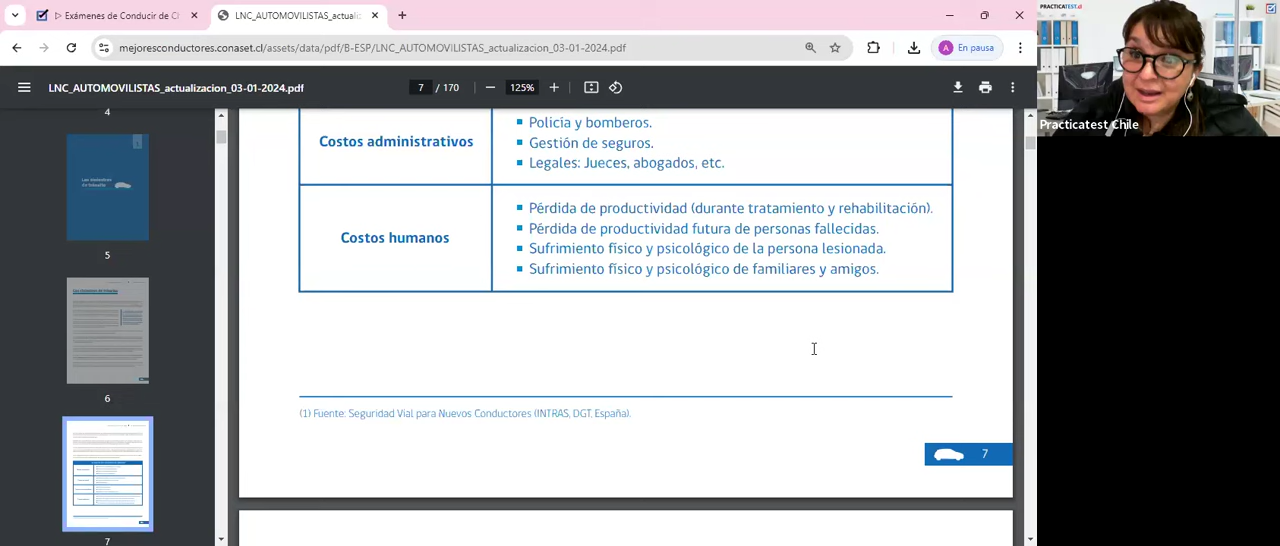 Exámenes de Conducir de Ch
LNC_AUTOMOVILISTAS_actualiza
mejoresconductores.conaset.cl/assets/data/pdf/B-ESP/LNC_AUTOMOVILISTAS_actualizacion_03-01-2024.pdf
A En pausa
LNC_AUTOMOVILISTAS_actualizacion_03-01-2024.pdf
7 / 170
125%
4
5
6
7
Costos administrativos
Policía y bomberos.
Gestión de seguros.
Legales: Jueces, abogados, etc.
Costos humanos
Pérdida de productividad (durante tratamiento y rehabilitación).
Pérdida de productividad futura de personas fallecidas.
Sufrimiento físico y psicológico de la persona lesionada.
Sufrimiento físico y psicológico de familiares y amigos.
(1) Fuente: Seguridad Vial para Nuevos Conductores (INTRAS, DGT, España).
7
PRACTICATEST.cl
Practicatest Chile